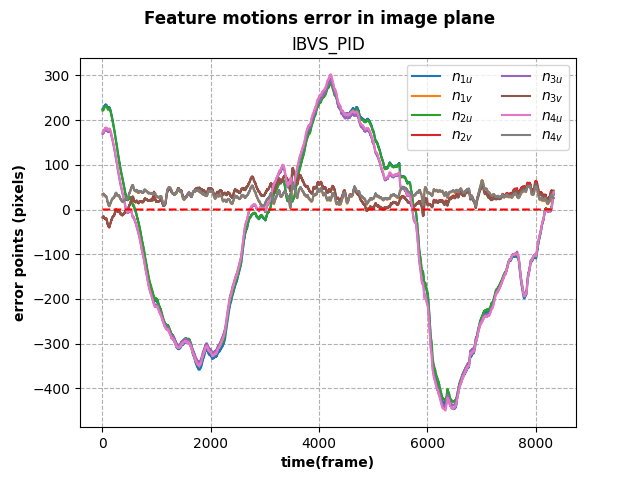 Feature motions error in image plane
IBVS_PID
n1u n3u
n1v n3v
n2u n4u
n2v n4v
300
200
100
0
−100
−200
−300
−400
error points (pixels)
0 2000 4000 6000 8000
time(frame)